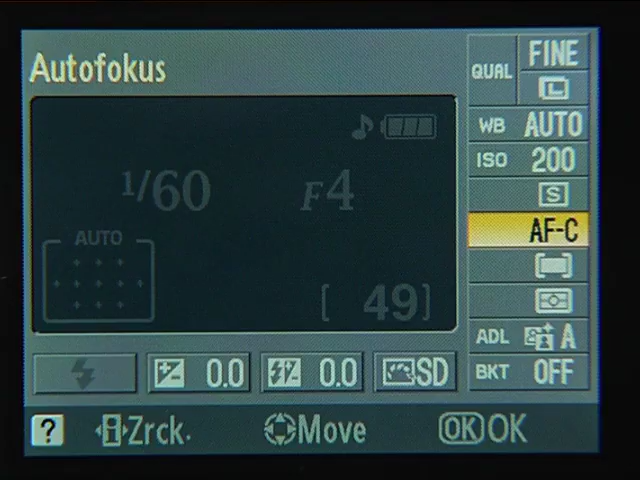 Autofokus
QUAL FINE
L
WB AUTO
ISO 200
S
AF-C
ADL A
BKT OFF
1/60 F4
AUTO
[ 49]
0.0 0.0 SD
? Zrck. Move OK OK